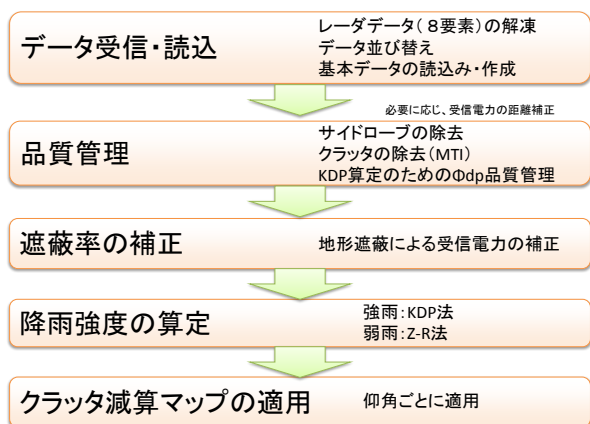 データ受信・読込
レーダデータ（８要素）の解凍
データ並び替え
基本データの読込み・作成
必要に応じ、受信電力の距離補正
品質管理
サイドローブの除去
クラッタの除去（MTI）
KDP算定のためのΦdp品質管理
遮蔽率の補正
地形遮蔽による受信電力の補正
降雨強度の算定
強雨：KDP法
弱雨：Z-R法
クラッタ減算マップの適用
仰角ごとに適用